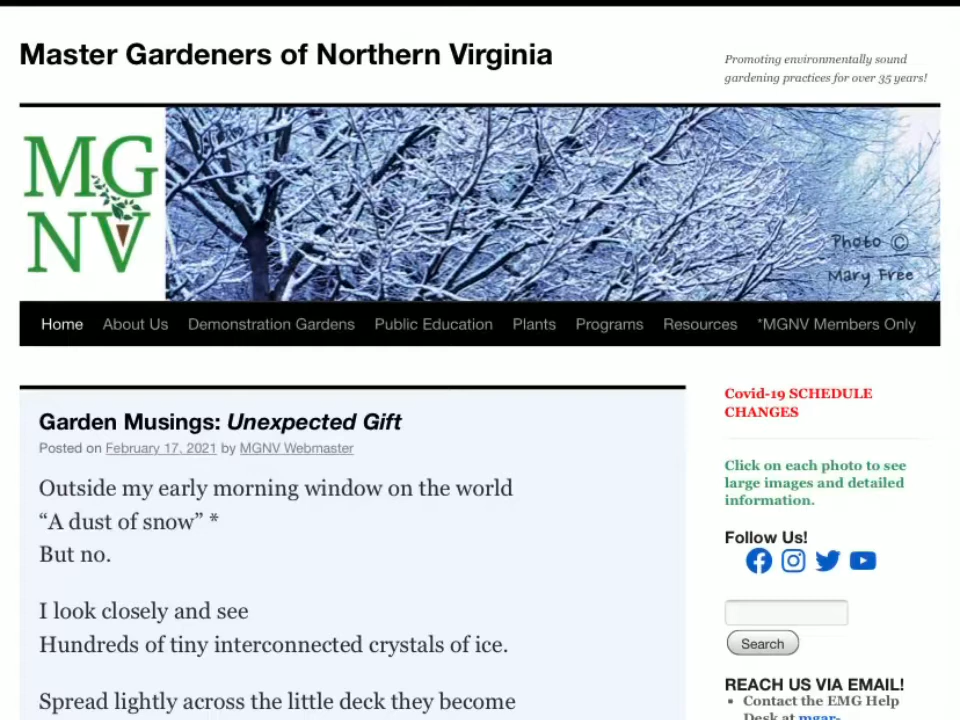 Master Gardeners of Northern Virginia
Promoting environmentally sound
gardening practices for over 35 years!
MG
NV
Photo ©
Mary Free
Home About Us Demonstration Gardens Public Education Plants Programs Resources *MGNV Members Only
Garden Musings: Unexpected Gift
Posted on February 17, 2021 by MGNV Webmaster
Outside my early morning window on the world
“A dust of snow” *
But no.
I look closely and see
Hundreds of tiny interconnected crystals of ice.
Spread lightly across the little deck they become
Covid-19 SCHEDULE
CHANGES
Click on each photo to see
large images and detailed
information.
Follow Us!
Search
REACH US VIA EMAIL!
▪ Contact the EMG Help
Desk at mgar-